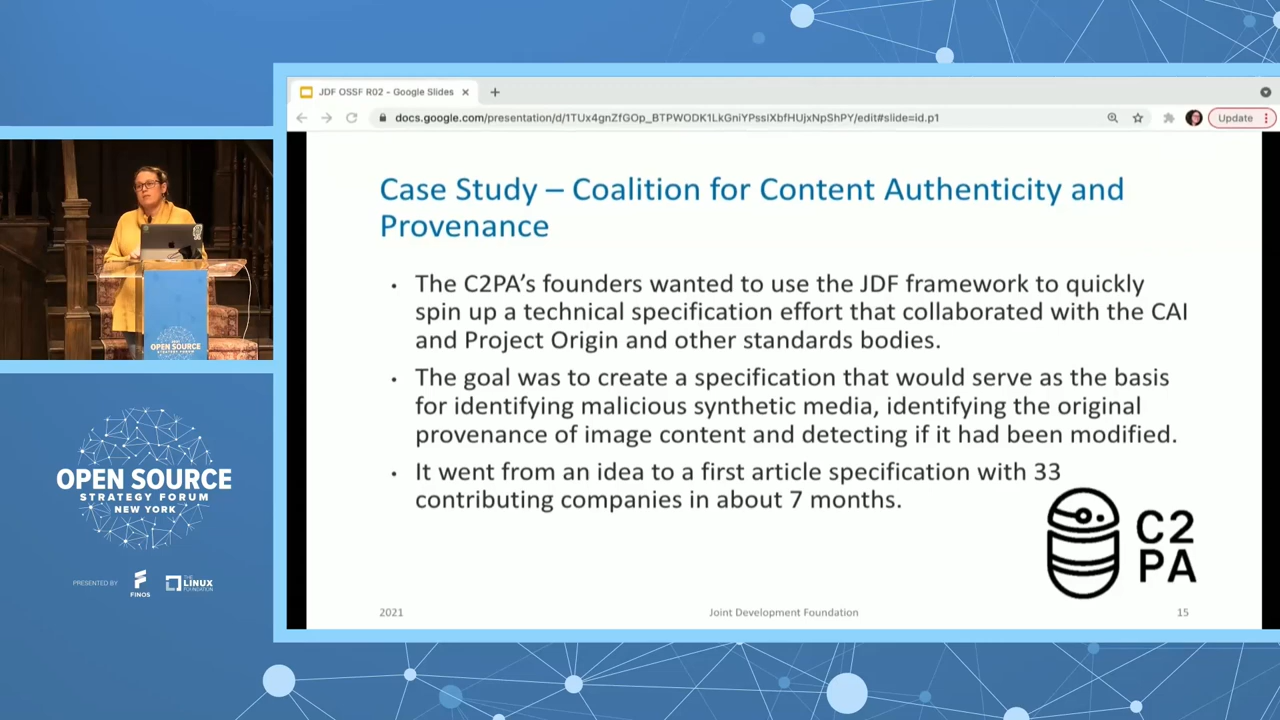 JDF OSSF R02 - Google Slides
docs.google.com/presentation/d/1TUx4gnZfGOp_BTPWODK1LkGniYPssIXbfHUjxNpShPY/edit#slide=id.p1
Update
Case Study – Coalition for Content Authenticity and
Provenance
• The C2PA’s founders wanted to use the JDF framework to quickly
spin up a technical specification effort that collaborated with the CAI
and Project Origin and other standards bodies.
• The goal was to create a specification that would serve as the basis
for identifying malicious synthetic media, identifying the original
provenance of image content and detecting if it had been modified.
• It went from an idea to a first article specification with 33
contributing companies in about 7 months.
C2
PA
2021
Joint Development Foundation
15
OPEN SOURCE
STRATEGY FORUM
OPEN SOURCE
STRATEGY FORUM
NEW YORK
PRESENTED BY
FINOS
THE
LINUX
FOUNDATION